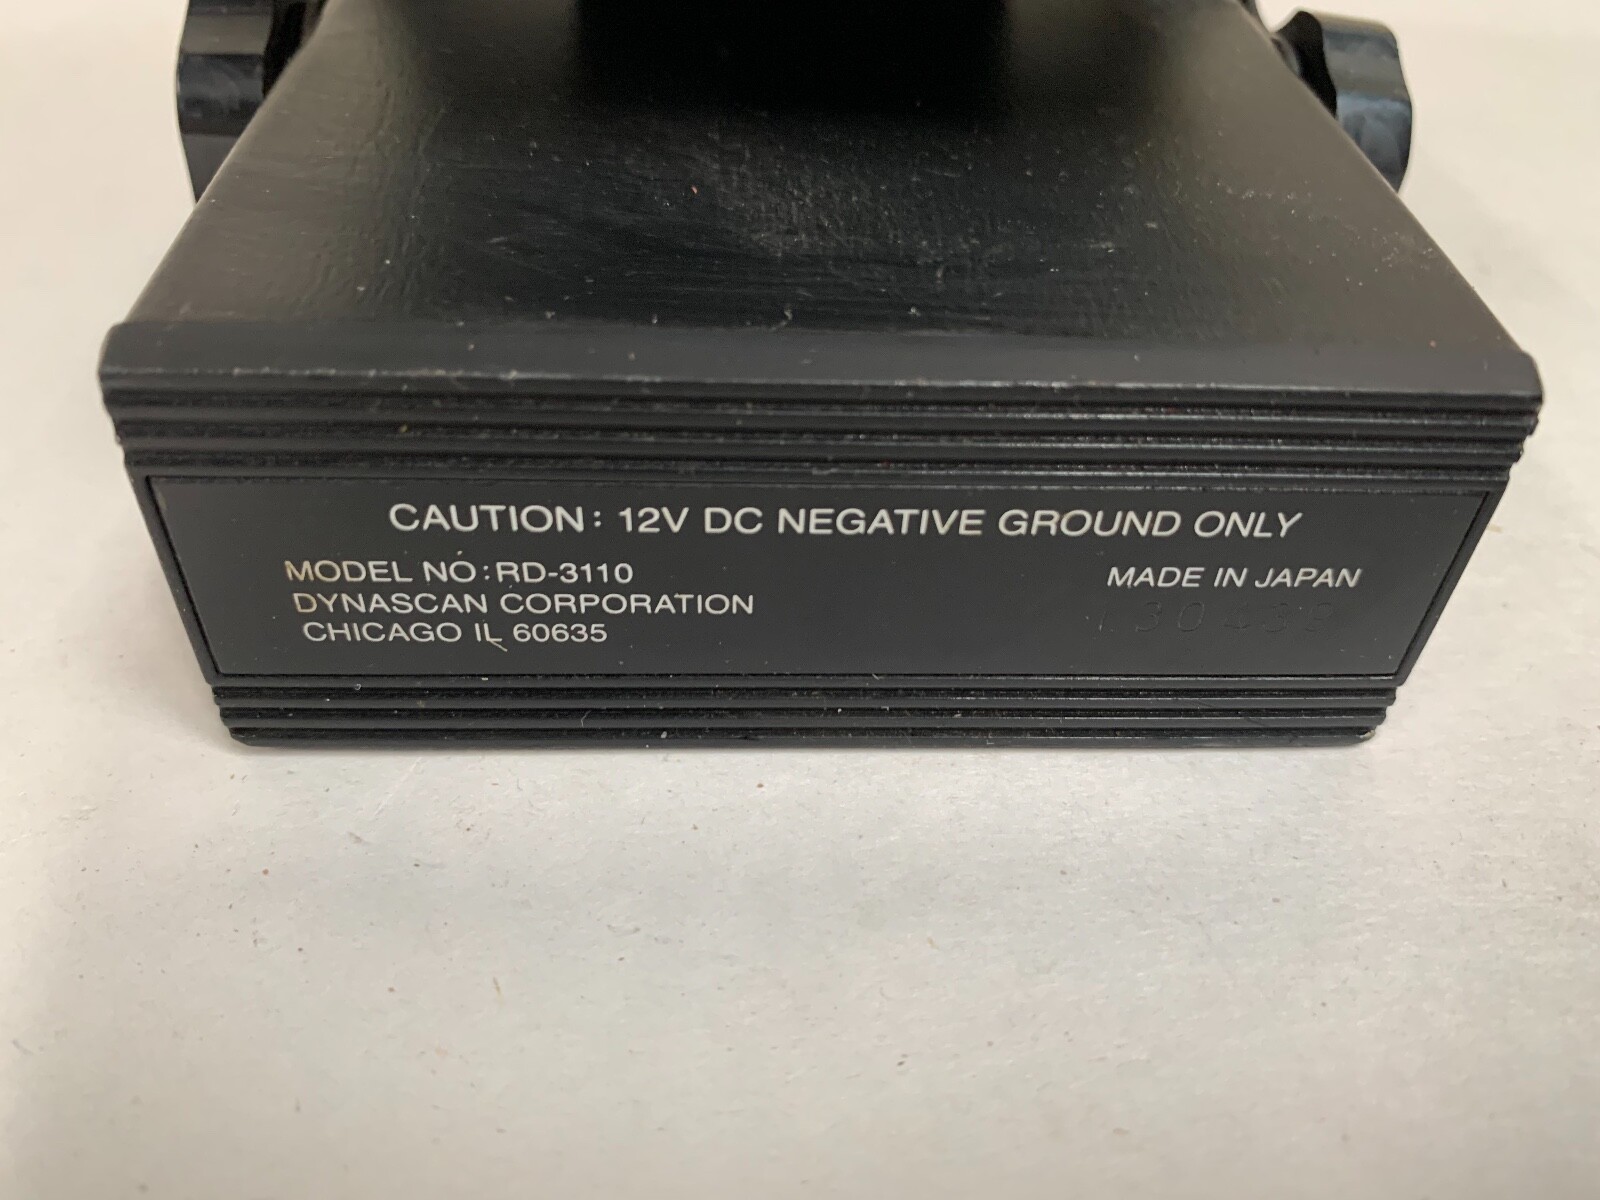 CAUTION: 12V DC NEGATIVE GROUND ONLY
MODEL NO:RD-3110
MADE IN JAPAN
DYNASCAN CORPORATION
CHICAGO IL 60635